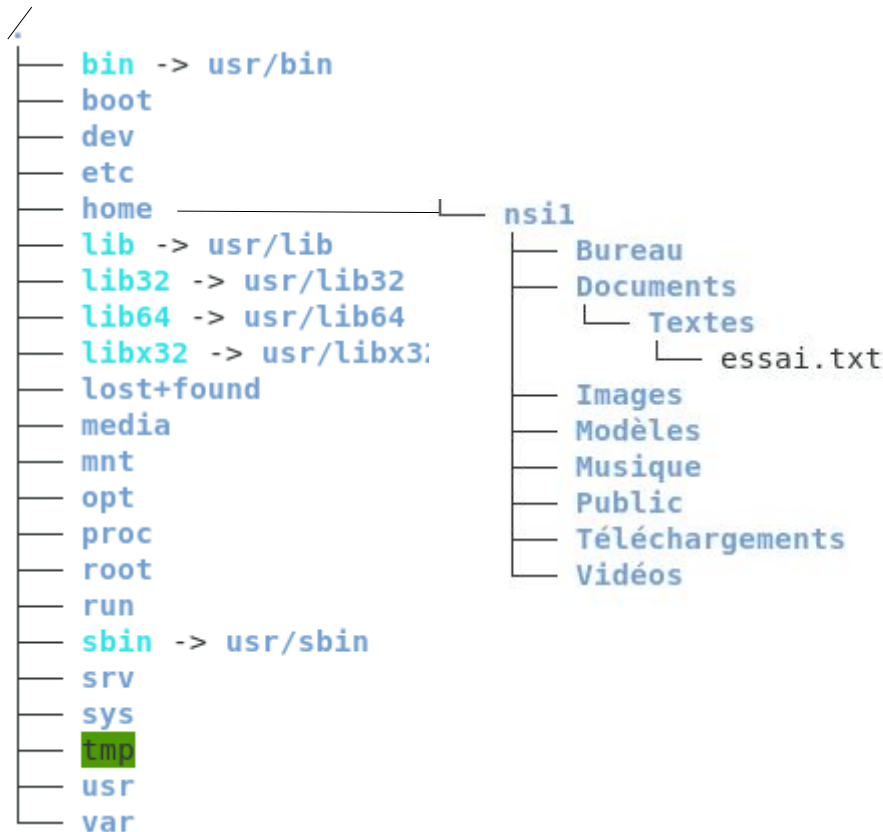 /
.
bin -> usr/bin
boot
dev
etc
home
lib -> usr/lib
lib32 -> usr/lib32
lib64 -> usr/lib64
libx32 -> usr/libx3
lost+found
media
mnt
opt
proc
root
run
sbin -> usr/sbin
srv
sys
tmp
usr
var
nsi1
Bureau
Documents
Textes
essai.txt
Images
Modèles
Musique
Public
Téléchargements
Vidéos